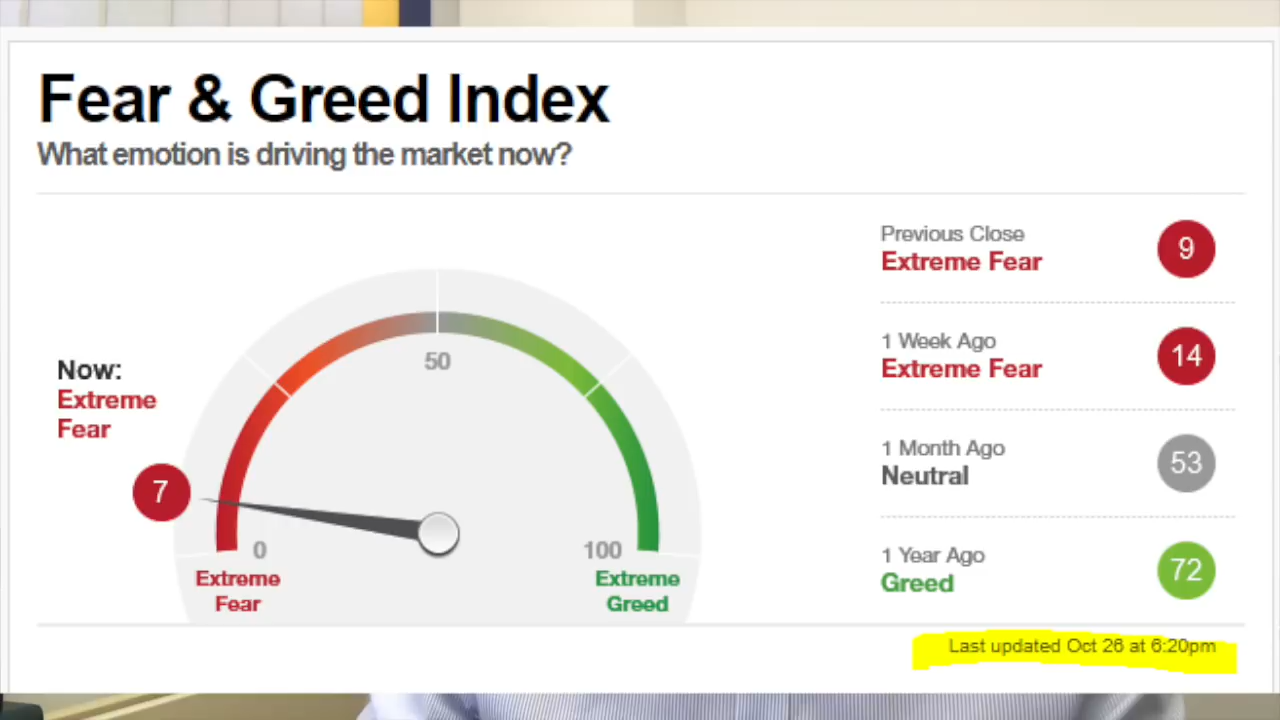 Fear & Greed Index
What emotion is driving the market now?
Now:
Extreme
Fear
7
50
0
100
Extreme
Fear
Extreme
Greed
Previous Close
Extreme Fear
9
1 Week Ago
Extreme Fear
14
1 Month Ago
Neutral
53
1 Year Ago
Greed
72
Last updated Oct 26 at 6:20pm